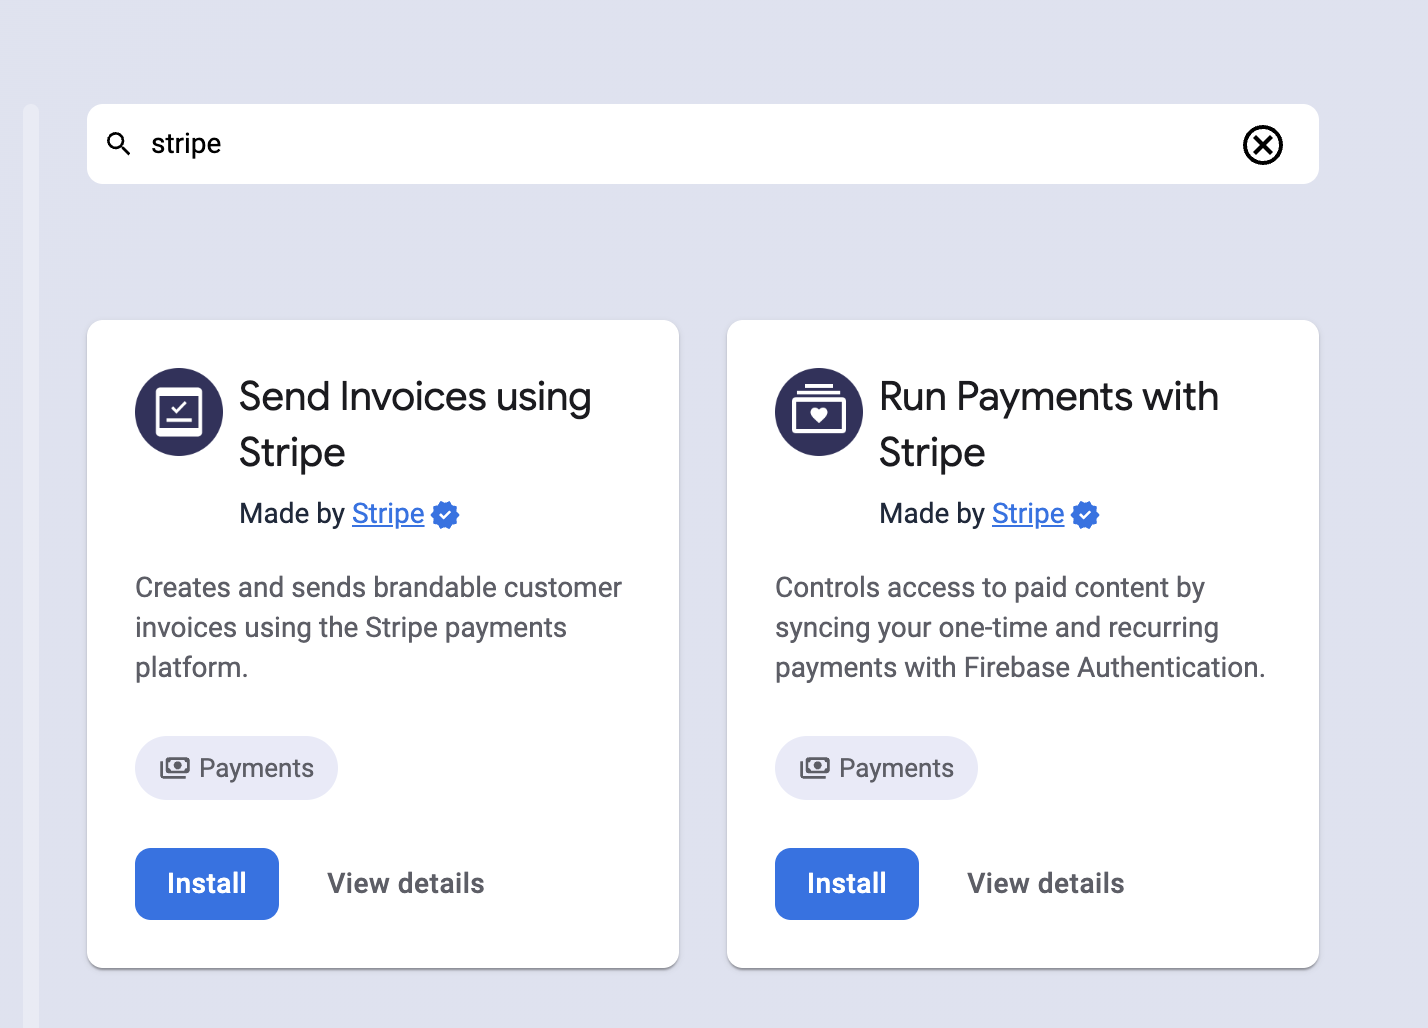 stripe
Send Invoices using
Stripe
Made by Stripe
Creates and sends brandable customer
invoices using the Stripe payments
platform.
Payments
Install View details
Run Payments with
Stripe
Made by Stripe
Controls access to paid content by
syncing your one-time and recurring
payments with Firebase Authentication.
Payments
Install View details